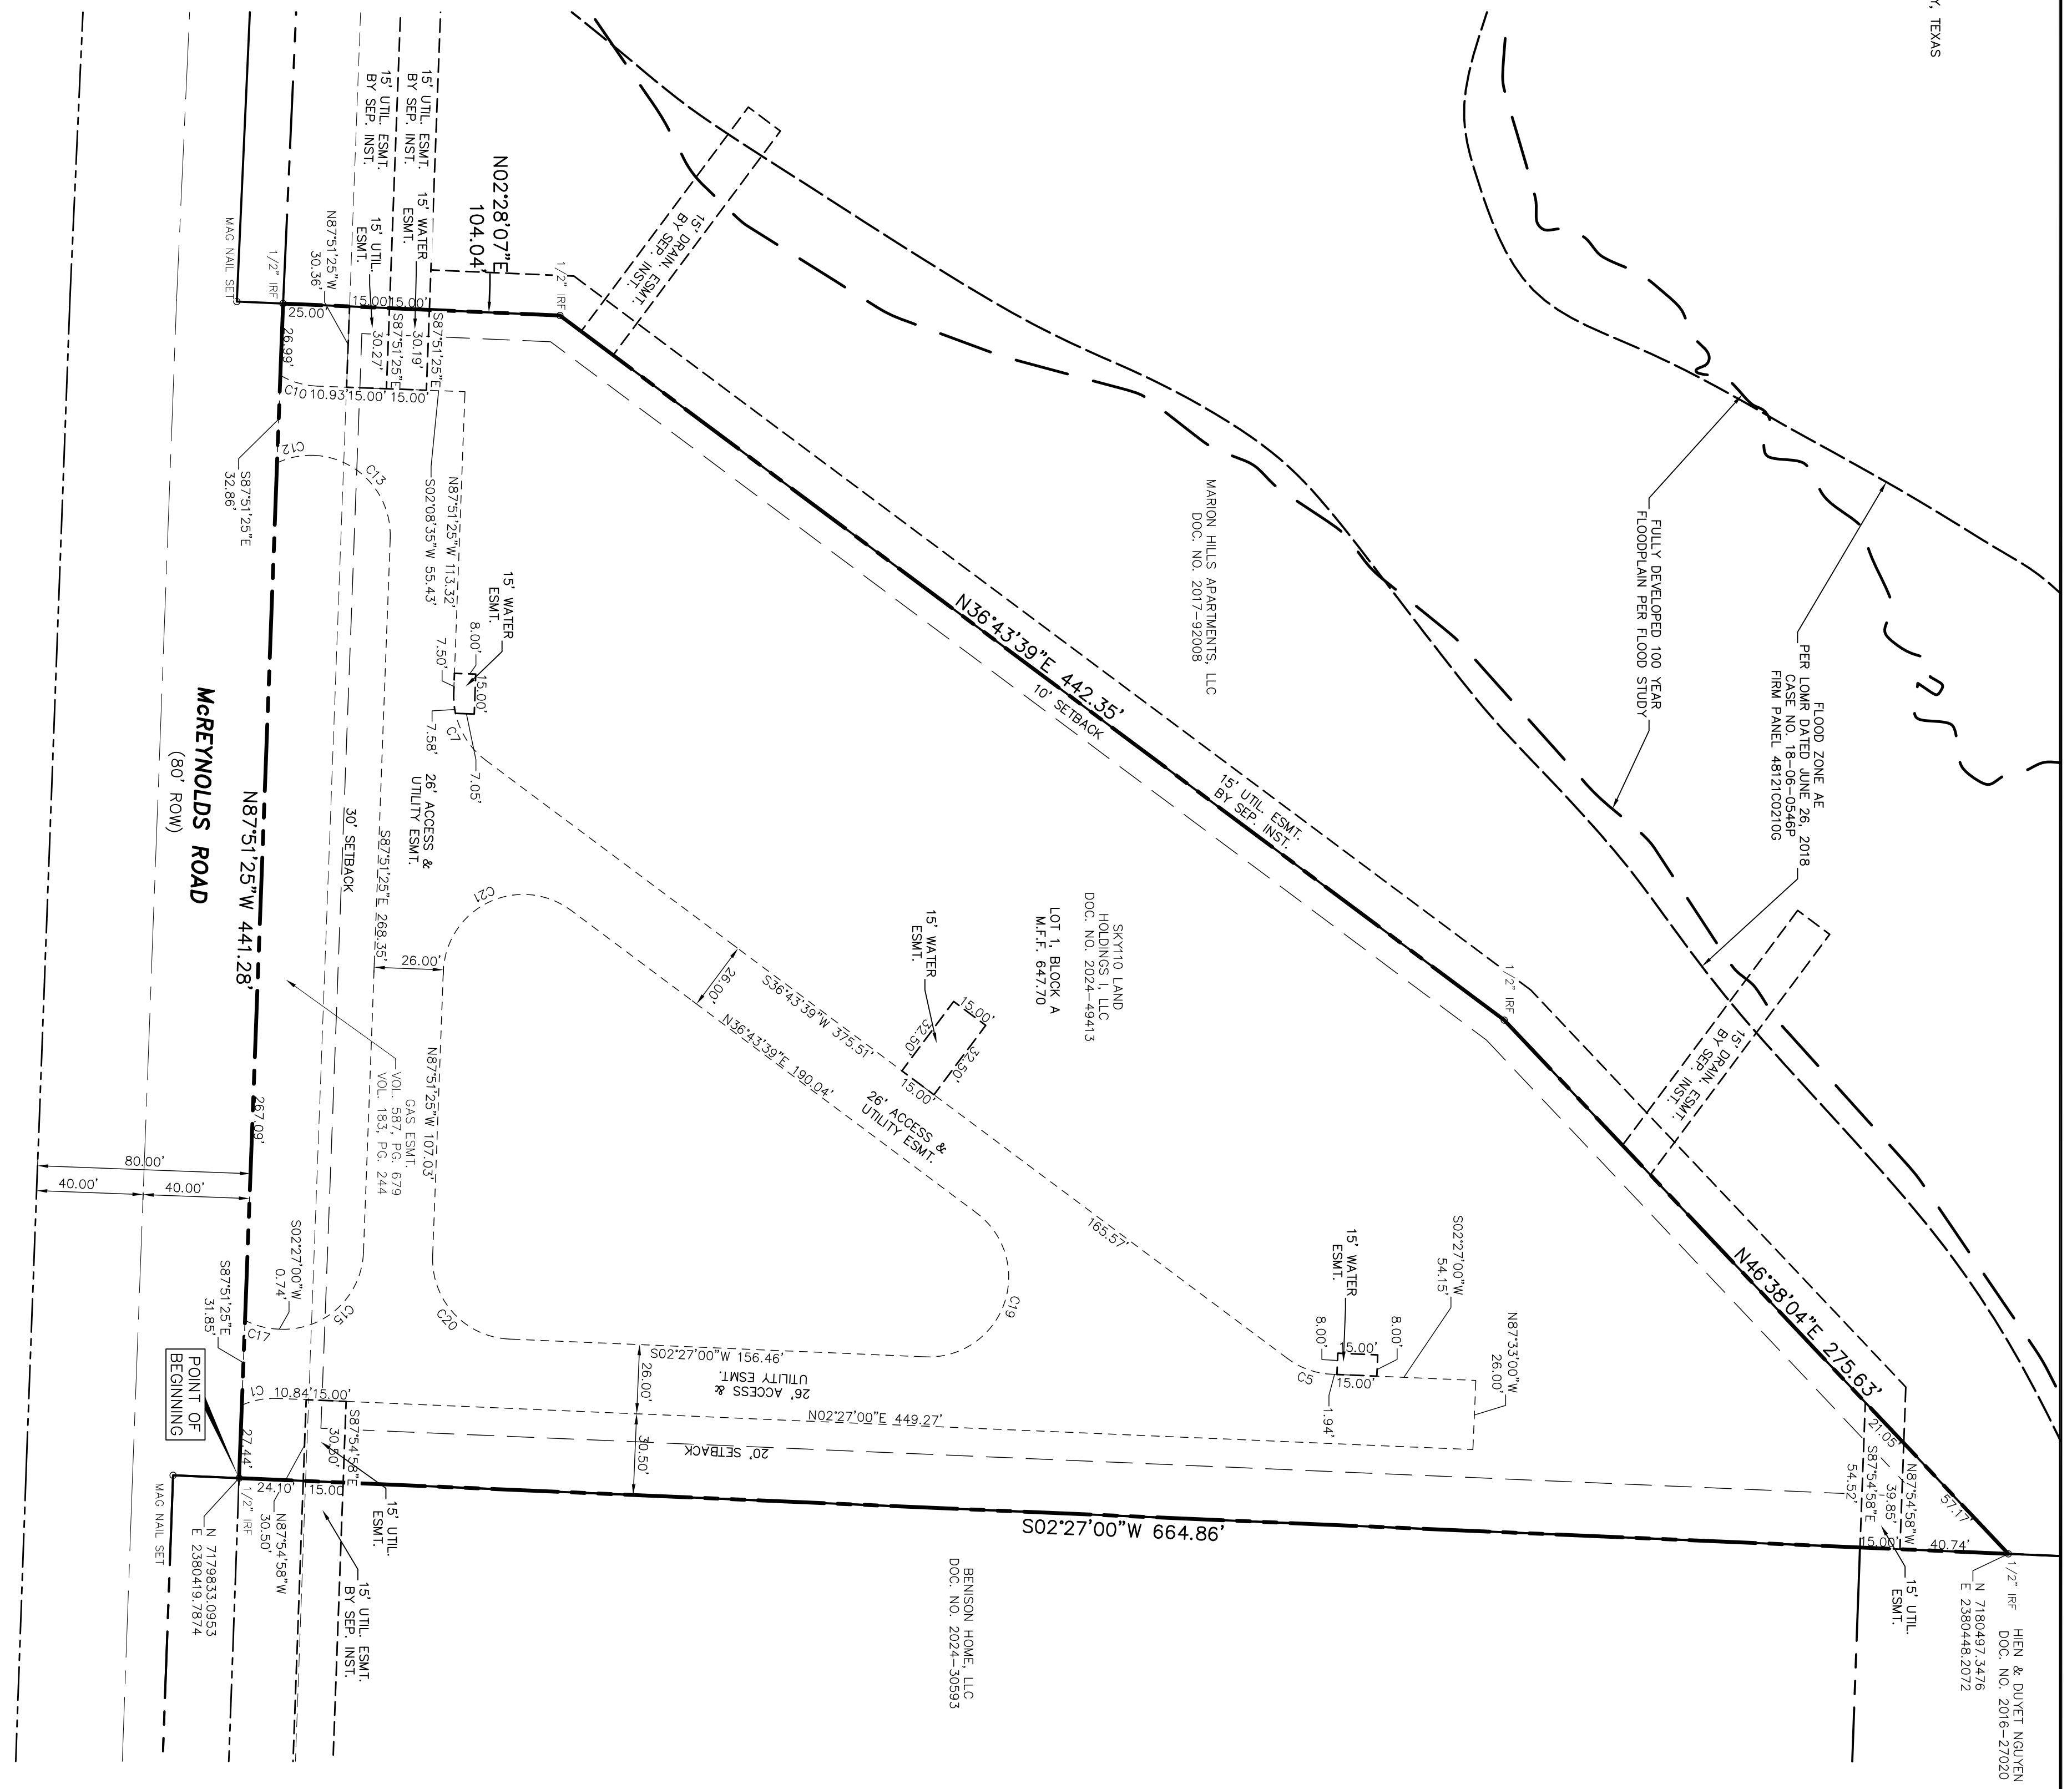 Y, TEXAS
15' UTIL. ESMT.
BY SEP. INST.
15' UTIL. ESMT.
BY SEP. INST.
15' WATER
ESMT.
15' UTIL.
ESMT.
N87°51'25"W
30.36'
N02°28'07"E
104.04'
MAG NAIL SET
1/2" IRF
1/2" IRF
25.00'
15.00'
15.00'
26.99'
S87°51'25"E
30.27'
S87°51'25"E
30.19'
C10
10.93'
15.00'
15.00'
C12
C13
S87°51'25"E
32.86'
15' DRAIN. ESMT.
BY SEP. INST.
N87°51'25"W 113.32'
S02°08'35"W 55.43'
15' WATER
ESMT.
8.00'
7.50'
15.00'
C7
7.58'
7.05'
26' ACCESS &
UTILITY ESMT.
McREYNOLDS ROAD
(80' ROW)
N87°51'25"W 441.28'
30' SETBACK
S87°51'25"E 268.35'
26.00'
C21
N36°43'39"E 442.35'
10' SETBACK
15' UTIL. ESMT.
BY SEP. INST.
MARION HILLS APARTMENTS, LLC
DOC. NO. 2017-92008
FULLY DEVELOPED 100 YEAR
FLOODPLAIN PER FLOOD STUDY
FLOOD ZONE AE
PER LOMR DATED JUNE 26, 2018
CASE NO. 18-06-0546P
FIRM PANEL 48121C0210G
SKY110 LAND
HOLDINGS I, LLC
DOC. NO. 2024-49413
LOT 1, BLOCK A
M.F.F. 647.70
15' WATER
ESMT.
15.00'
32.50'
32.50'
15.00'
26.00'
S36°43'39"W 375.51'
N36°43'39"E 190.04'
26' ACCESS &
UTILITY ESMT.
165.57'
1/2" IRF
15' DRAIN. ESMT.
BY SEP. INST.
N87°51'25"W 107.03'
GAS ESMT.
VOL. 587, PG. 679
VOL. 183, PG. 244
267.09'
80.00'
40.00'
40.00'
S02°27'00"W
0.74'
S87°51'25"E
31.85'
C15
C17
C20
C19
S02°27'00"W 156.46'
26' ACCESS &
UTILITY ESMT.
26.00'
N02°27'00"E 449.27'
30.50'
20' SETBACK
15' WATER
ESMT.
8.00'
15.00'
8.00'
15.00'
C5
1.94'
S02°27'00"W
54.15'
N87°33'00"W
26.00'
N46°38'04"E 275.63'
21.05'
57.17'
N87°54'58"W
39.85'
S87°54'58"E
54.52'
15.00'
40.74'
15' UTIL.
ESMT.
1/2" IRF
N 7180497.3476
E 2380448.2072
HIEN & DUYET NGUYEN
DOC. NO. 2016-27020
POINT OF
BEGINNING
C1
10.84'
15.00'
27.44'
S87°54'58"E
30.50'
24.10'
15.00'
1/2" IRF
MAG NAIL SET
N87°54'58"W
30.50'
15' UTIL.
ESMT.
15' UTIL. ESMT.
BY SEP. INST.
N 7179833.0953
E 2380419.7874
S02°27'00"W 664.86'
BENISON HOME, LLC
DOC. NO. 2024-30593